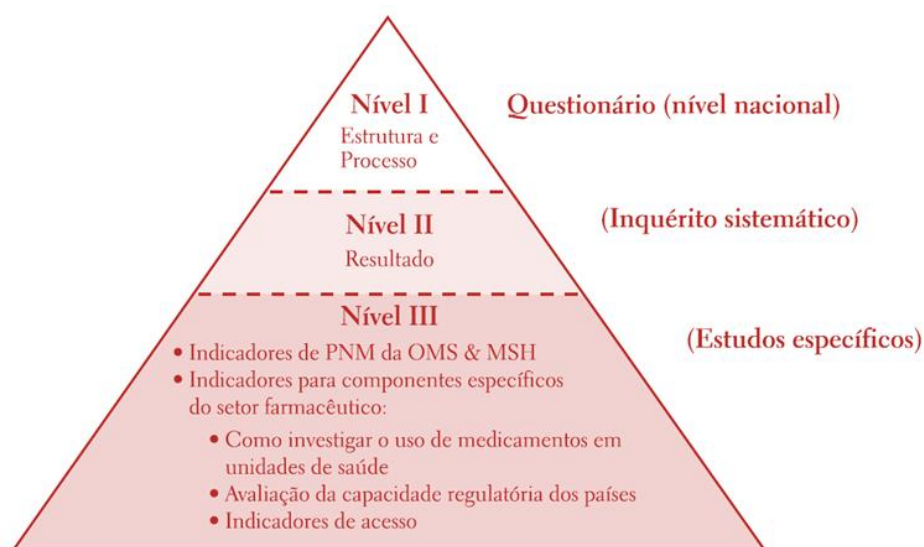 Nível I
Estrutura e
Processo
Questionário (nível nacional)
Nível II
Resultado
(Inquérito sistemático)
Nível III
(Estudos específicos)
• Indicadores de PNM da OMS & MSH
• Indicadores para componentes específicos
do setor farmacêutico:
• Como investigar o uso de medicamentos em
unidades de saúde
• Avaliação da capacidade regulatória dos países
• Indicadores de acesso